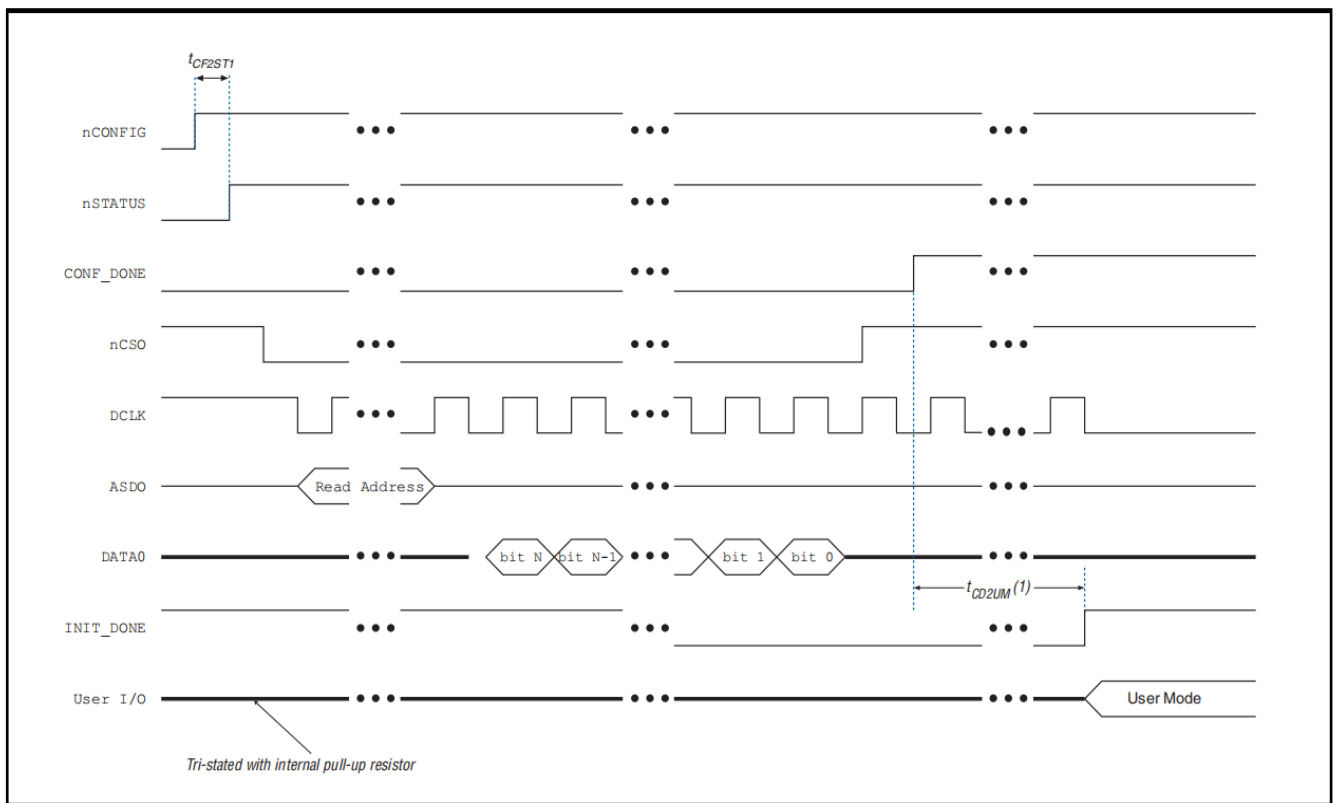 tCF2ST1
nCONFIG
nSTATUS
CONF_DONE
nCSO
DCLK
ASDO
Read Address
DATA0
bit N
bit N-1
bit 1
bit 0
tCD2UM (1)
INIT_DONE
User I/O
User Mode
Tri-stated with internal pull-up resistor